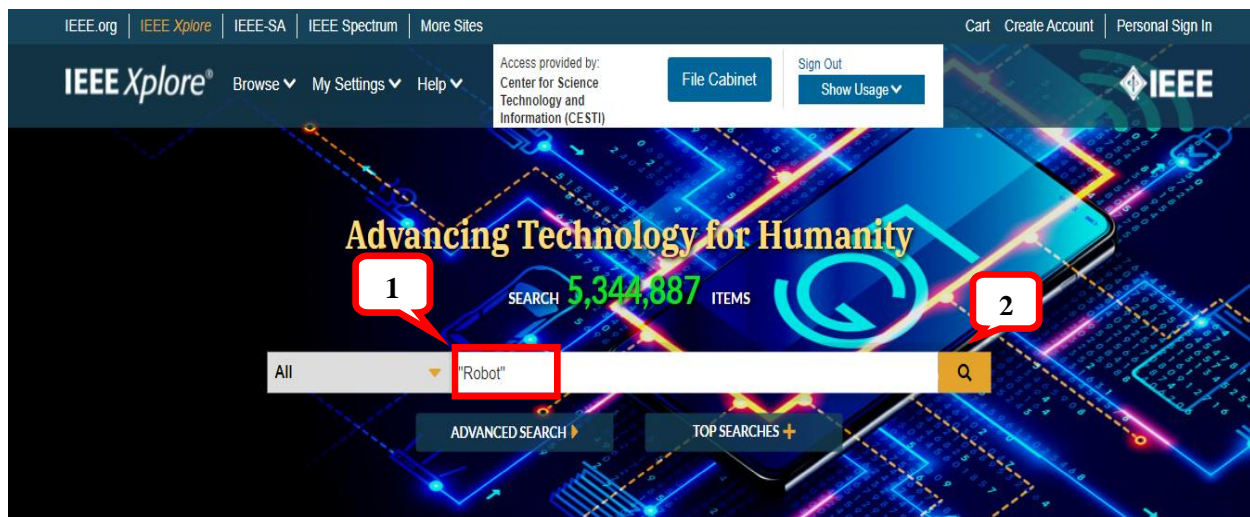 IEEE.org | IEEE Xplore | IEEE-SA | IEEE Spectrum | More Sites Cart Create Account | Personal Sign In
IEEE Xplore® Browse My Settings Help
Access provided by:
Center for Science
Technology and
Information (CESTI)
File Cabinet
Sign Out
Show Usage
IEEE
Advancing Technology for Humanity
1
SEARCH 5,344,887 ITEMS
2
All "Robot"
ADVANCED SEARCH TOP SEARCHES +